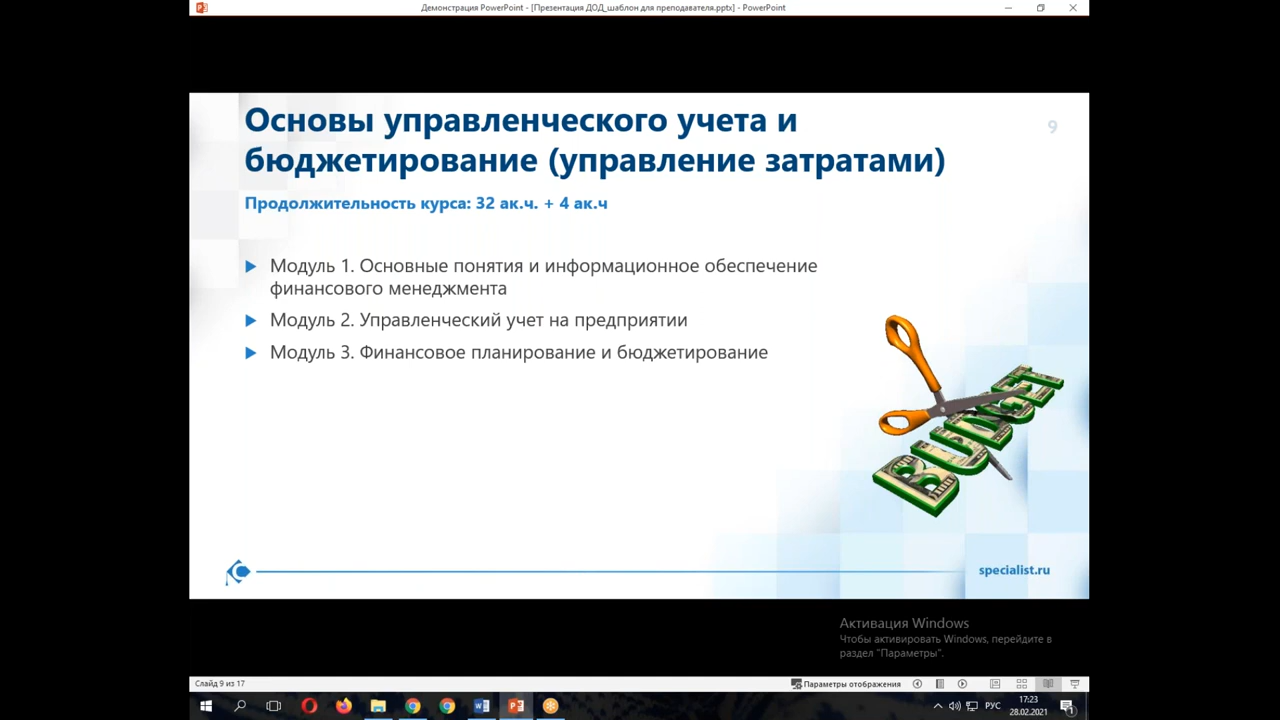 Демонстрация PowerPoint - [Презентация ДОД_шаблон для преподавателя.pptx] - PowerPoint
Основы управленческого учета и
9
бюджетирование (управление затратами)
Продолжительность курса: 32 ак.ч. + 4 ак.ч
Модуль 1. Основные понятия и информационное обеспечение
финансового менеджмента
Модуль 2. Управленческий учет на предприятии
Модуль 3. Финансовое планирование и бюджетирование
BUDGET
specialist.ru
Активация Windows
Чтобы активировать Windows, перейдите в
раздел "Параметры".
Слайд 9 из 17
Параметры отображения
РУС
17:23
28.02.2021
1